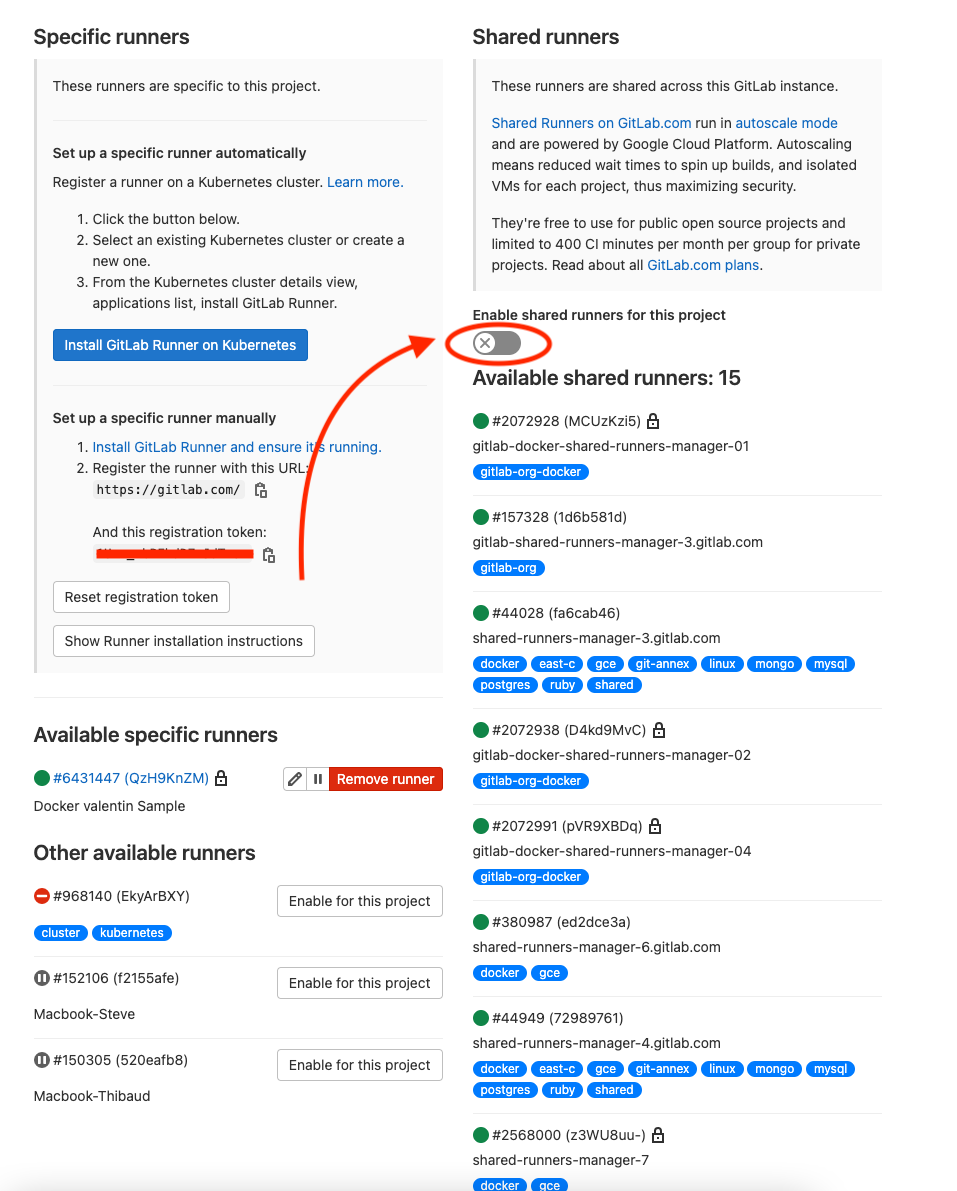 Specific runners
These runners are specific to this project.
Set up a specific runner automatically
Register a runner on a Kubernetes cluster. Learn more.
1. Click the button below.
2. Select an existing Kubernetes cluster or create a
new one.
3. From the Kubernetes cluster details view,
applications list, install GitLab Runner.
Install GitLab Runner on Kubernetes
Set up a specific runner manually
1. Install GitLab Runner and ensure it's running.
2. Register the runner with this URL:
https://gitlab.com/
And this registration token:
Reset registration token
Show Runner installation instructions
Available specific runners
#6431447 (QzH9KnZM)
Remove runner
Docker valentin Sample
Other available runners
#968140 (EkyArBXY)
Enable for this project
cluster kubernetes
#152106 (f2155afe)
Enable for this project
Macbook-Steve
#150305 (520eafb8)
Enable for this project
Macbook-Thibaud
Shared runners
These runners are shared across this GitLab instance.
Shared Runners on GitLab.com run in autoscale mode
and are powered by Google Cloud Platform. Autoscaling
means reduced wait times to spin up builds, and isolated
VMs for each project, thus maximizing security.
They're free to use for public open source projects and
limited to 400 CI minutes per month per group for private
projects. Read about all GitLab.com plans.
Enable shared runners for this project
Available shared runners: 15
#2072928 (MCUzKzi5)
gitlab-docker-shared-runners-manager-01
gitlab-org-docker
#157328 (1d6b581d)
gitlab-shared-runners-manager-3.gitlab.com
gitlab-org
#44028 (fa6cab46)
shared-runners-manager-3.gitlab.com
docker east-c gce git-annex linux mongo mysql
postgres ruby shared
#2072938 (D4kd9MvC)
gitlab-docker-shared-runners-manager-02
gitlab-org-docker
#2072991 (pVR9XBDq)
gitlab-docker-shared-runners-manager-04
gitlab-org-docker
#380987 (ed2dce3a)
shared-runners-manager-6.gitlab.com
docker gce
#44949 (72989761)
shared-runners-manager-4.gitlab.com
docker east-c gce git-annex linux mongo mysql
postgres ruby shared
#2568000 (z3WU8uu-)
shared-runners-manager-7
docker gce